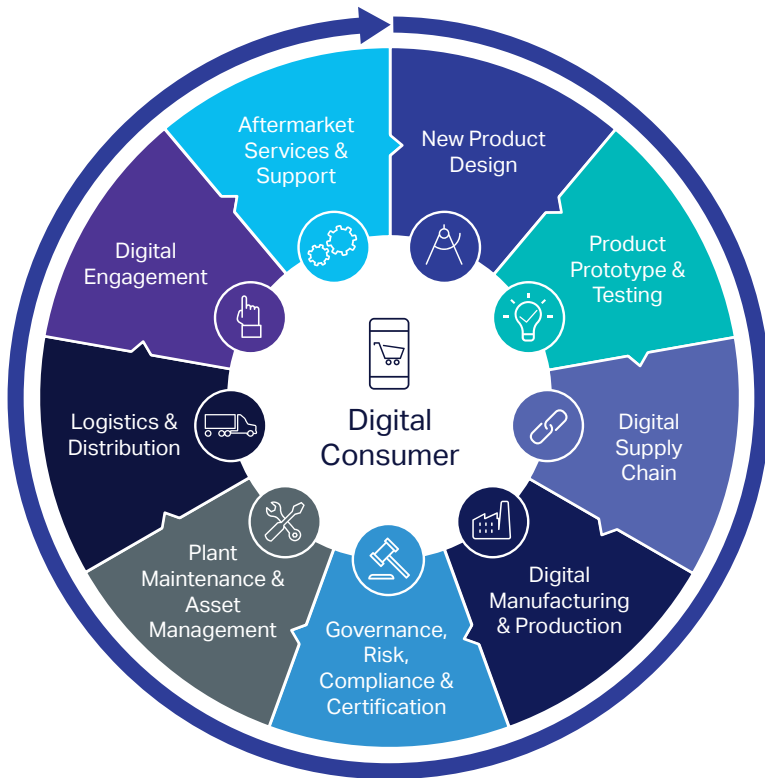 New Product
Design
Product
Prototype &
Testing
Digital
Supply
Chain
Digital
Manufacturing
& Production
Governance,
Risk,
Compliance &
Certification
Plant
Maintenance &
Asset
Management
Logistics &
Distribution
Digital
Engagement
Aftermarket
Services &
Support
Digital
Consumer